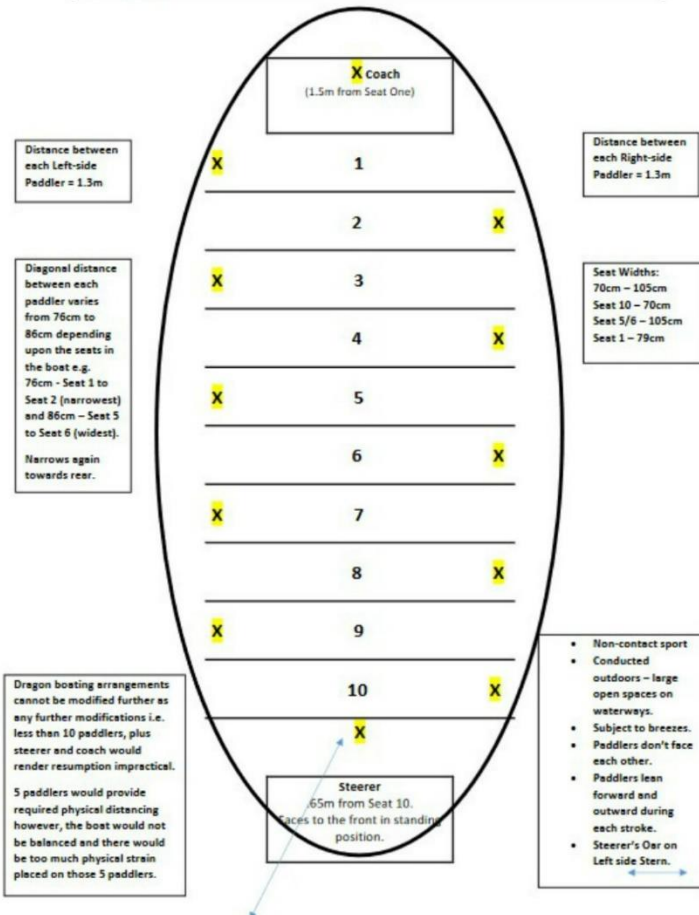 X Coach
(1.5m from Seat One)
Distance between
each Left-side
Paddler = 1.3m
Distance between
each Right-side
Paddler = 1.3m
X 1
2 X
Diagonal distance
between each
paddler varies
from 76cm to
86cm depending
upon the seats in
the boat e.g.
76cm - Seat 1 to
Seat 2 (narrowest)
and 86cm – Seat 5
to Seat 6 (widest).
Narrows again
towards rear.
Seat Widths:
70cm – 105cm
Seat 10 – 70cm
Seat 5/6 – 105cm
Seat 1 – 79cm
X 3
4 X
X 5
6 X
X 7
8 X
X 9
10 X
X
Dragon boating arrangements
cannot be modified further as
any further modifications i.e.
less than 10 paddlers, plus
steerer and coach would
render resumption impractical.
5 paddlers would provide
required physical distancing
however, the boat would not
be balanced and there would
be too much physical strain
placed on those 5 paddlers.
Steerer
.65m from Seat 10.
Faces to the front in standing
position.
• Non-contact sport
• Conducted
outdoors – large
open spaces on
waterways.
• Subject to breezes.
• Paddlers don't face
each other.
• Paddlers lean
forward and
outward during
each stroke.
• Steerer's Oar on
Left side Stern.